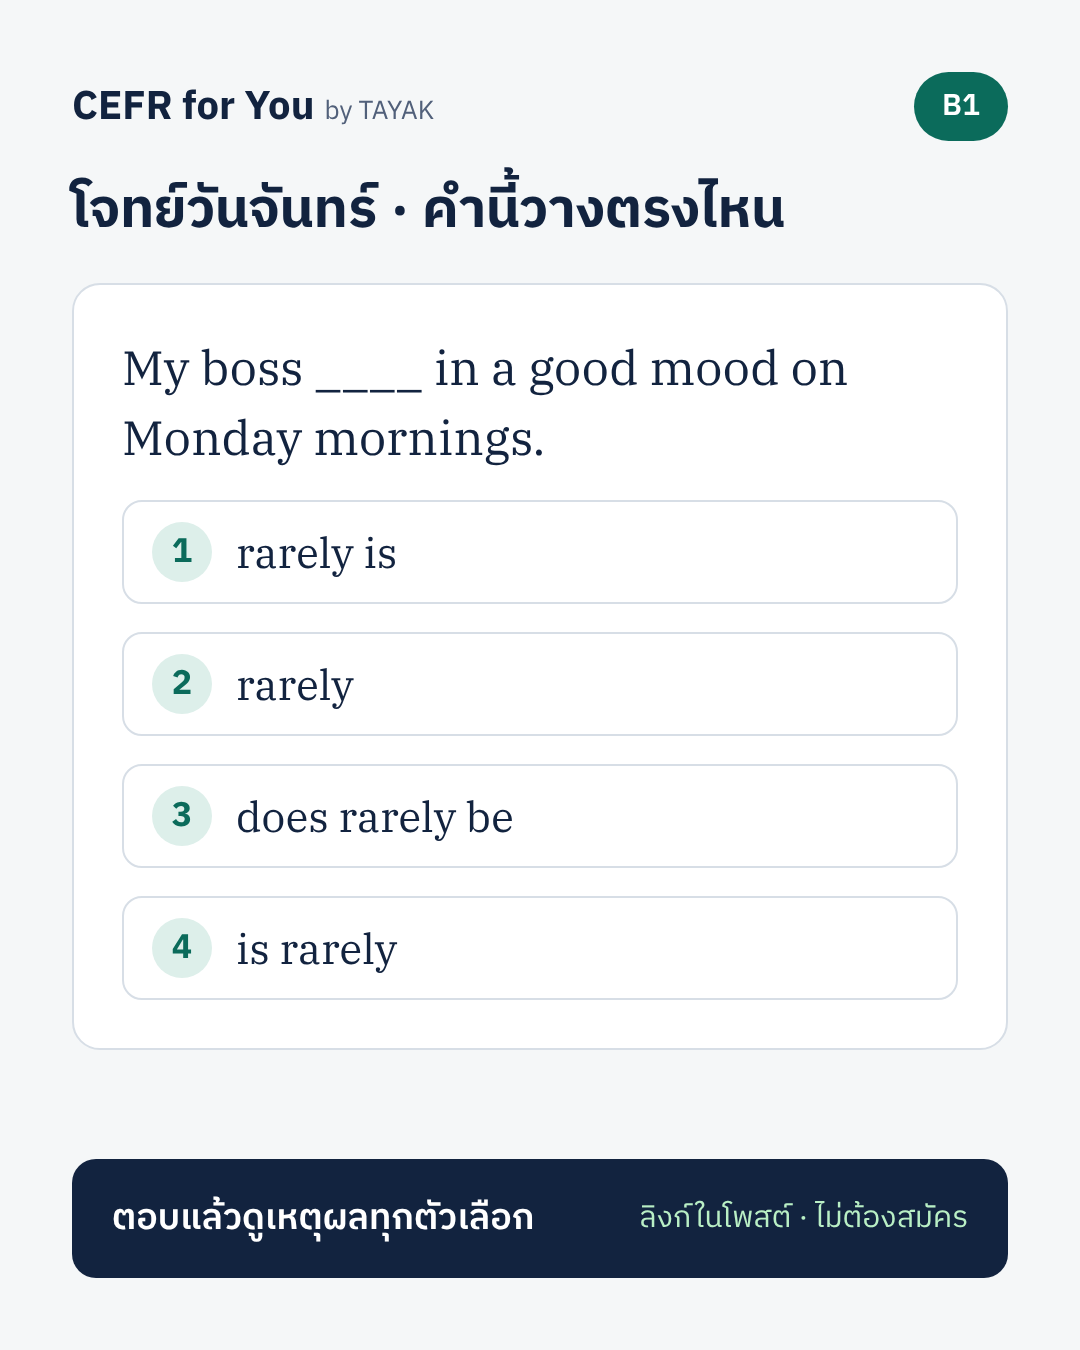 CEFR for You by TAYAK
B1
โจทย์วันจันทร์ · คำนี้วางตรงไหน
My boss ____ in a good mood on
Monday mornings.
1 rarely is
2 rarely
3 does rarely be
4 is rarely
ตอบแล้วดูเหตุผลทุกตัวเลือก
ลิงก์ในโพสต์ · ไม่ต้องสมัคร